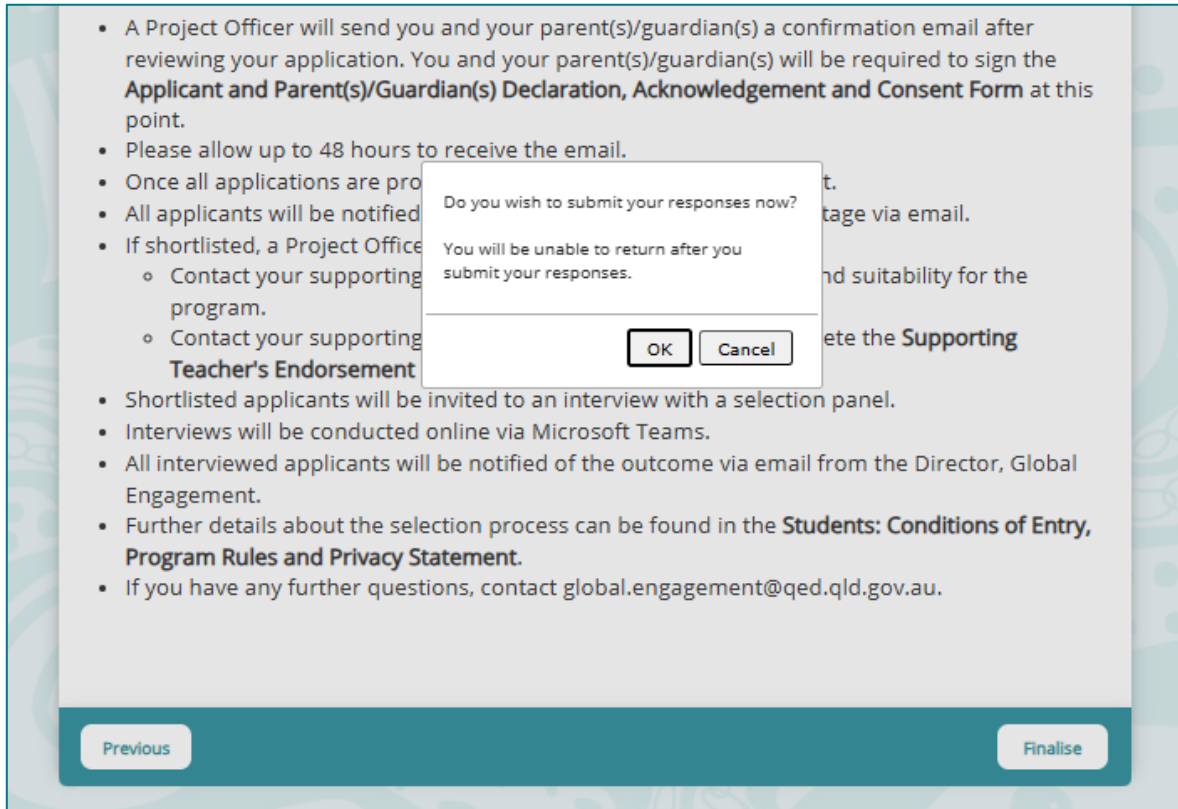 A Project Officer will send you and your parent(s)/guardian(s) a confirmation email after
reviewing your application. You and your parent(s)/guardian(s) will be required to sign the
Applicant and Parent(s)/Guardian(s) Declaration, Acknowledgement and Consent Form at this
point.
Please allow up to 48 hours to receive the email.
Once all applications are pro t.
All applicants will be notified tage via email.
If shortlisted, a Project Office
Contact your supporting nd suitability for the
program.
Contact your supporting ete the Supporting
Teacher's Endorsement
Do you wish to submit your responses now?
You will be unable to return after you
submit your responses.
OK Cancel
Shortlisted applicants will be invited to an interview with a selection panel.
Interviews will be conducted online via Microsoft Teams.
All interviewed applicants will be notified of the outcome via email from the Director, Global
Engagement.
Further details about the selection process can be found in the Students: Conditions of Entry,
Program Rules and Privacy Statement.
If you have any further questions, contact global.engagement@qed.qld.gov.au.
Previous Finalise